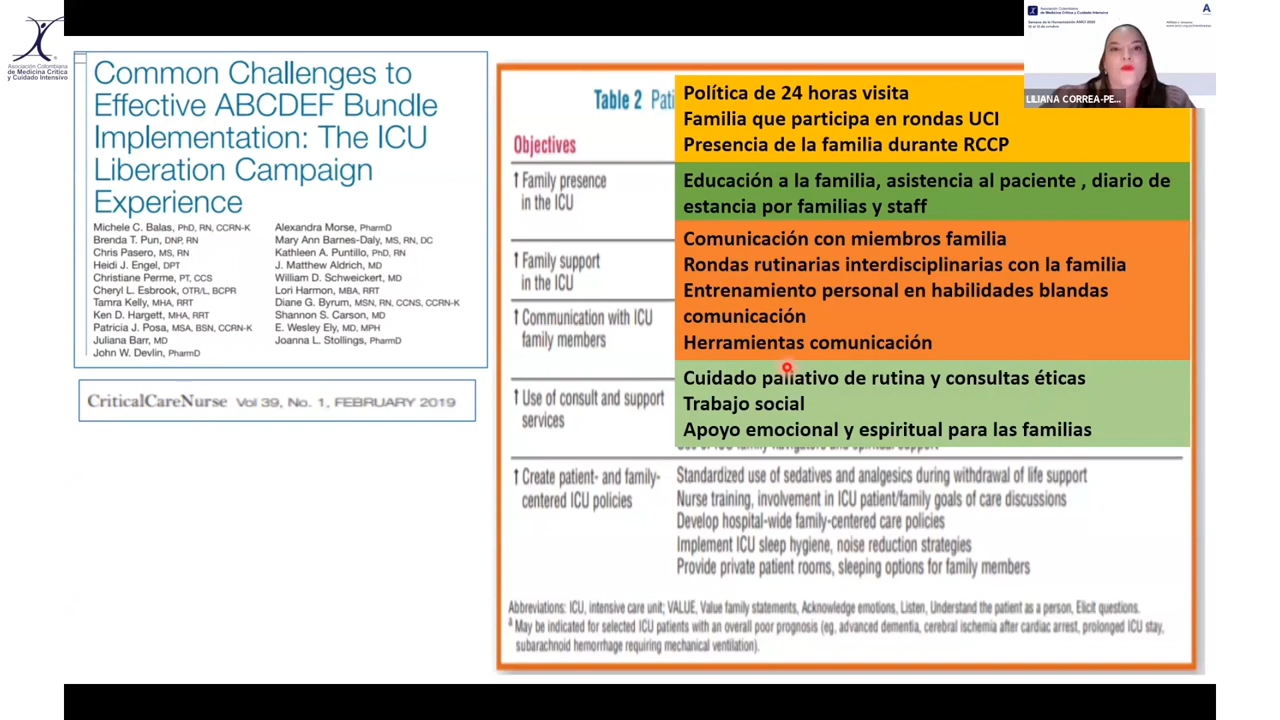 Asociación Colombiana
de Medicina Crítica
y Cuidado Intensivo
Common Challenges to
Effective ABCDEF Bundle
Implementation: The ICU
Liberation Campaign
Experience
Michele C. Balas, PhD, RN, CCRN-K
Brenda T. Pun, DNP, RN
Chris Pasero, MS, RN
Heidi J. Engel, DPT
Christiane Perme, PT, CCS
Cheryl L. Esbrook, OTR/L, BCPR
Tamra Kelly, MHA, RRT
Ken D. Hargett, MHA, RRT
Patricia J. Posa, MSA, BSN, CCRN-K
Juliana Barr, MD
John W. Devlin, PharmD
Alexandra Morse, PharmD
Mary Ann Barnes-Daly, MS, RN, DC
Kathleen A. Puntillo, PhD, RN
J. Matthew Aldrich, MD
William D. Schweickert, MD
Lori Harmon, MBA, RRT
Diane G. Byrum, MSN, RN, CCNS, CCRN-K
Shannon S. Carson, MD
E. Wesley Ely, MD, MPH
Joanna L. Stollings, PharmD
CriticalCareNurse Vol 39, No. 1, FEBRUARY 2019
Table 2 Pati
Objectives
↑ Family presence
in the ICU
↑ Family support
in the ICU
↑ Communication with ICU
family members
↑ Use of consult and support
services
↑ Create patient- and family-
centered ICU policies
Política de 24 horas visita
Familia que participa en rondas UCI
Presencia de la familia durante RCCP
Educación a la familia, asistencia al paciente , diario de
estancia por familias y staff
Comunicación con miembros familia
Rondas rutinarias interdisciplinarias con la familia
Entrenamiento personal en habilidades blandas
comunicación
Herramientas comunicación
Cuidado paliativo de rutina y consultas éticas
Trabajo social
Apoyo emocional y espiritual para las familias
Standardized use of sedatives and analgesics during withdrawal of life support
Nurse training, involvement in ICU patient/family goals of care discussions
Develop hospital-wide family-centered care policies
Implement ICU sleep hygiene, noise reduction strategies
Provide private patient rooms, sleeping options for family members
Abbreviations: ICU, intensive care unit; VALUE, Value family statements, Acknowledge emotions, Listen, Understand the patient as a person, Elicit questions.
a May be indicated for selected ICU patients with an overall poor prognosis (eg, advanced dementia, cerebral ischemia after cardiac arrest, prolonged ICU stay,
subarachnoid hemorrhage requiring mechanical ventilation).
Asociación Colombiana
de Medicina Crítica y Cuidado Intensivo
LILIANA CORREA-PE...